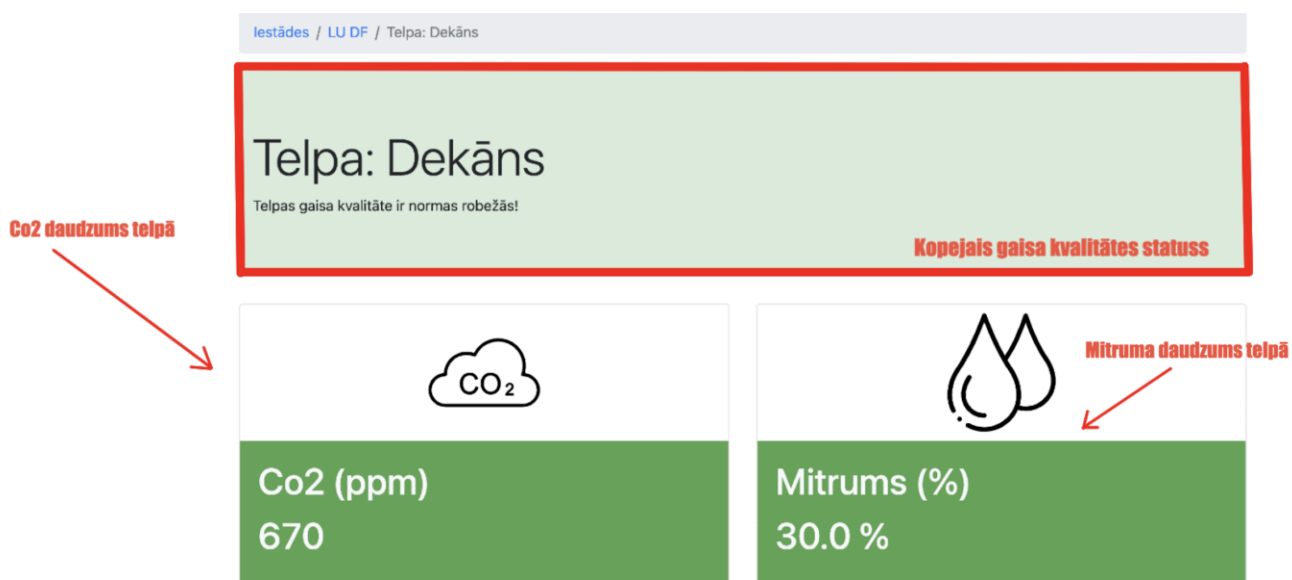 Iestādes / LU DF / Telpa: Dekāns
Telpa: Dekāns
Telpas gaisa kvalitāte ir normas robežās!
Co2 daudzums telpā
Kopejais gaisa kvalitātes statuss
CO₂
Mitruma daudzums telpā
Co2 (ppm)
670
Mitrums (%)
30.0 %